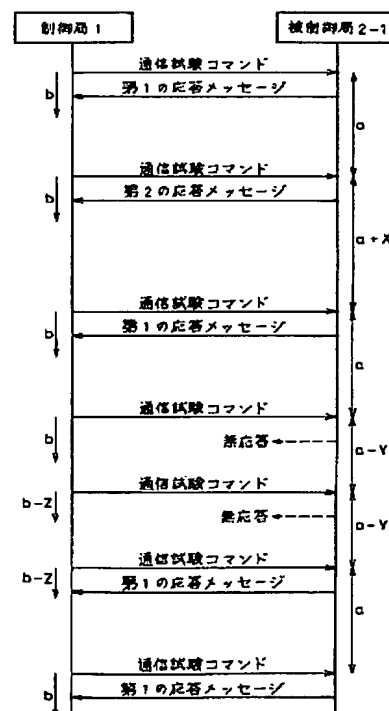 制御局1
被制御局2-1
通信試験コマンド
b
第1の応答メッセージ
a
通信試験コマンド
b
第2の応答メッセージ
a+X
通信試験コマンド
b
第1の応答メッセージ
a
通信試験コマンド
b
無応答
a-Y
通信試験コマンド
b-Z
無応答
a-Y
通信試験コマンド
b-Z
第1の応答メッセージ
a
通信試験コマンド
b
第1の応答メッセージ